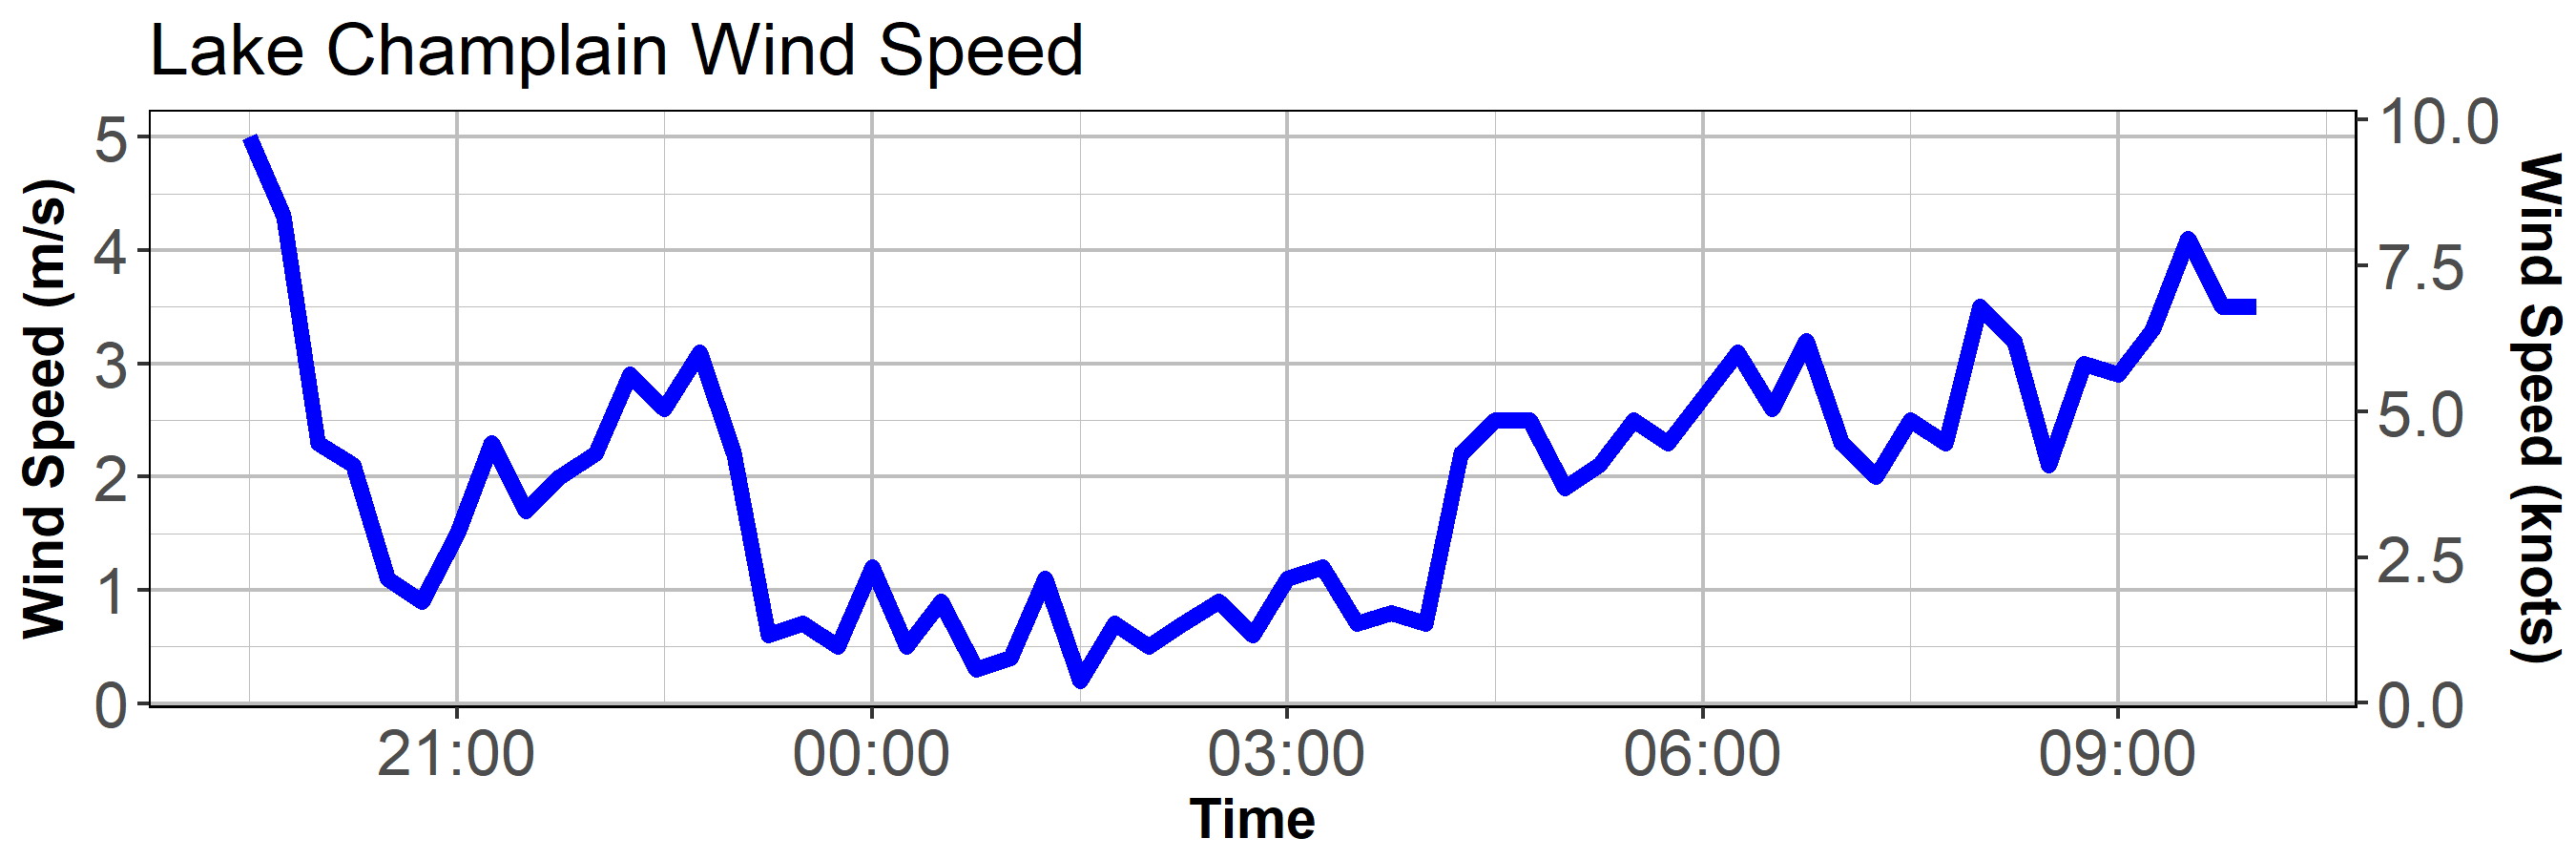 Lake Champlain Wind Speed
Wind Speed (m/s)
5
4
3
2
1
0
10.0
7.5
5.0
2.5
0.0
Wind Speed (knots)
21:00 00:00 03:00 06:00 09:00
Time